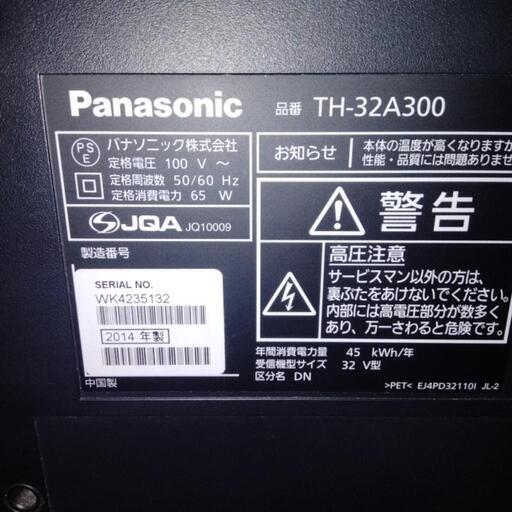 Panasonic 品番 TH-32A300
PS
E
パナソニック株式会社
定格電圧 100 V 〜
定格周波数 50/60 Hz
定格消費電力 65 W
JQA JQ10009
お知らせ
本体の温度が高くなりますが
性能・品質には問題ありませ
警告
高圧注意
サービスマン以外の方は、
裏ぶたをあけないでください。
内部には高電圧部分が数多く
あり、万一さわると危険です。
製造番号
SERIAL NO.
WK4235132
2014 年製
中国製
年間消費電力量 45 kWh/年
受信機型サイズ 32 V型
区分名 DN
>PET< EJ4PD32110I JL-2